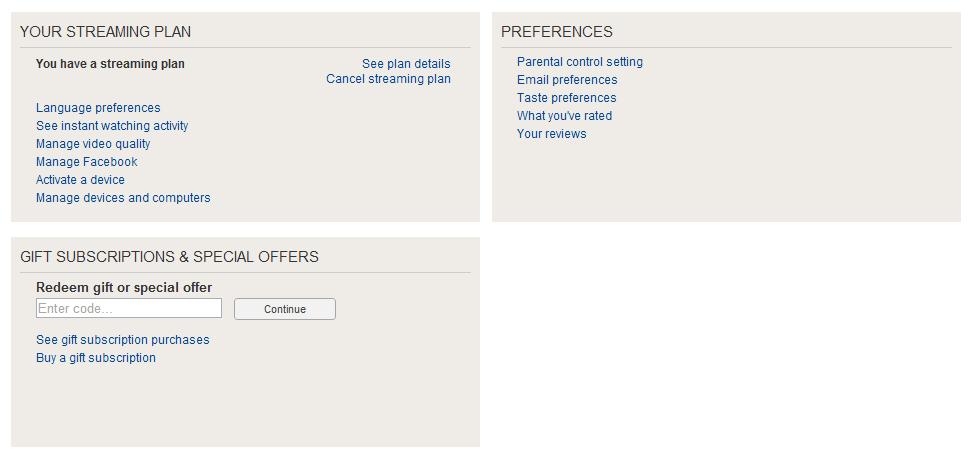 YOUR STREAMING PLAN
You have a streaming plan
See plan details
Cancel streaming plan
Language preferences
See instant watching activity
Manage video quality
Manage Facebook
Activate a device
Manage devices and computers
PREFERENCES
Parental control setting
Email preferences
Taste preferences
What you've rated
Your reviews
GIFT SUBSCRIPTIONS & SPECIAL OFFERS
Redeem gift or special offer
Enter code...
Continue
See gift subscription purchases
Buy a gift subscription